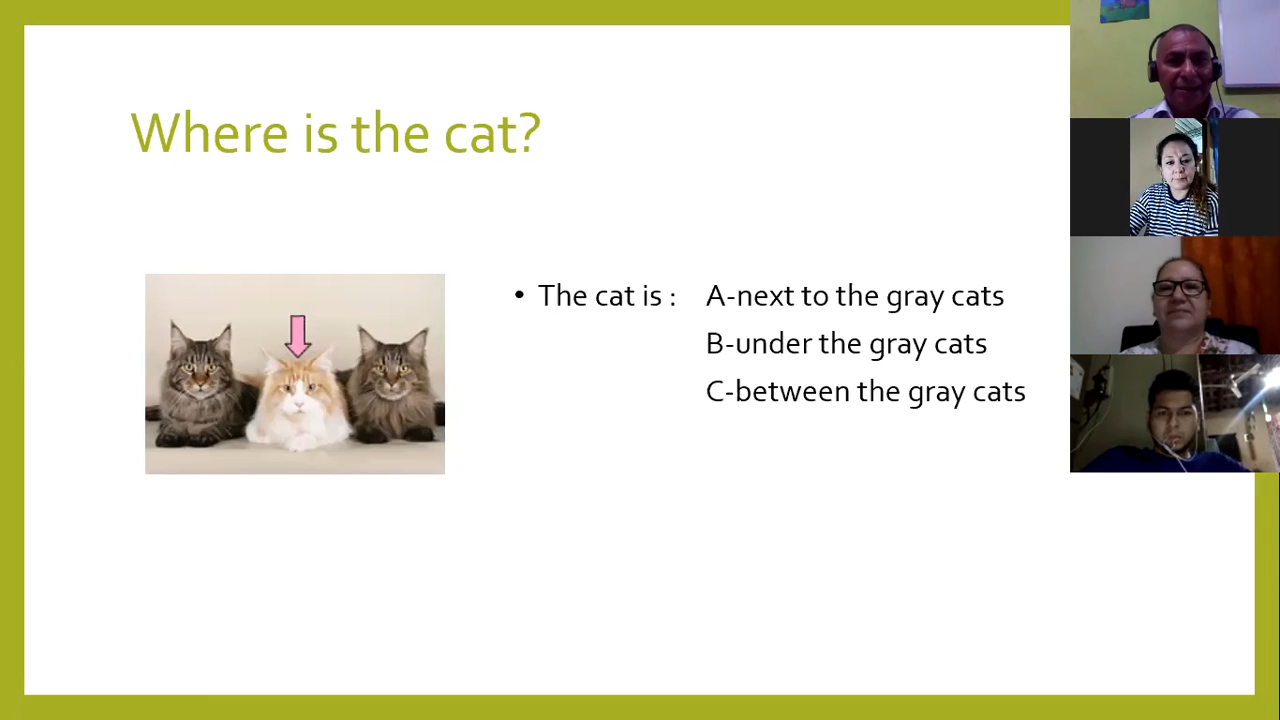 Where is the cat?
• The cat is : A-next to the gray cats
B-under the gray cats
C-between the gray cats